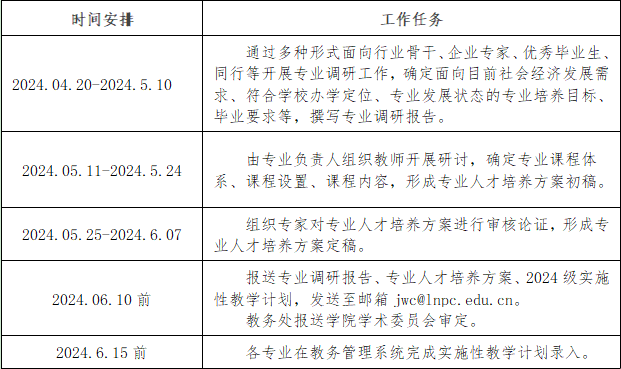 时间安排 工作任务
2024.04.20-2024.5.10
通过多种形式面向行业骨干、企业专家、优秀毕业生、
同行等开展专业调研工作，确定面向目前社会经济发展需
求、符合学校办学定位、专业发展状态的专业培养目标、
毕业要求等，撰写专业调研报告。
2024.05.11-2024.5.24
由专业负责人组织教师开展研讨，确定专业课程体
系、课程设置、课程内容，形成专业人才培养方案初稿。
2024.05.25-2024.6.07
组织专家对专业人才培养方案进行审核论证，形成专
业人才培养方案定稿。
2024.06.10 前
报送专业调研报告、专业人才培养方案、2024 级实施
性教学计划，发送至邮箱 jwc@lnpc.edu.cn。
教务处报送学院学术委员会审定。
2024.6.15 前
各专业在教务管理系统完成实施性教学计划录入。